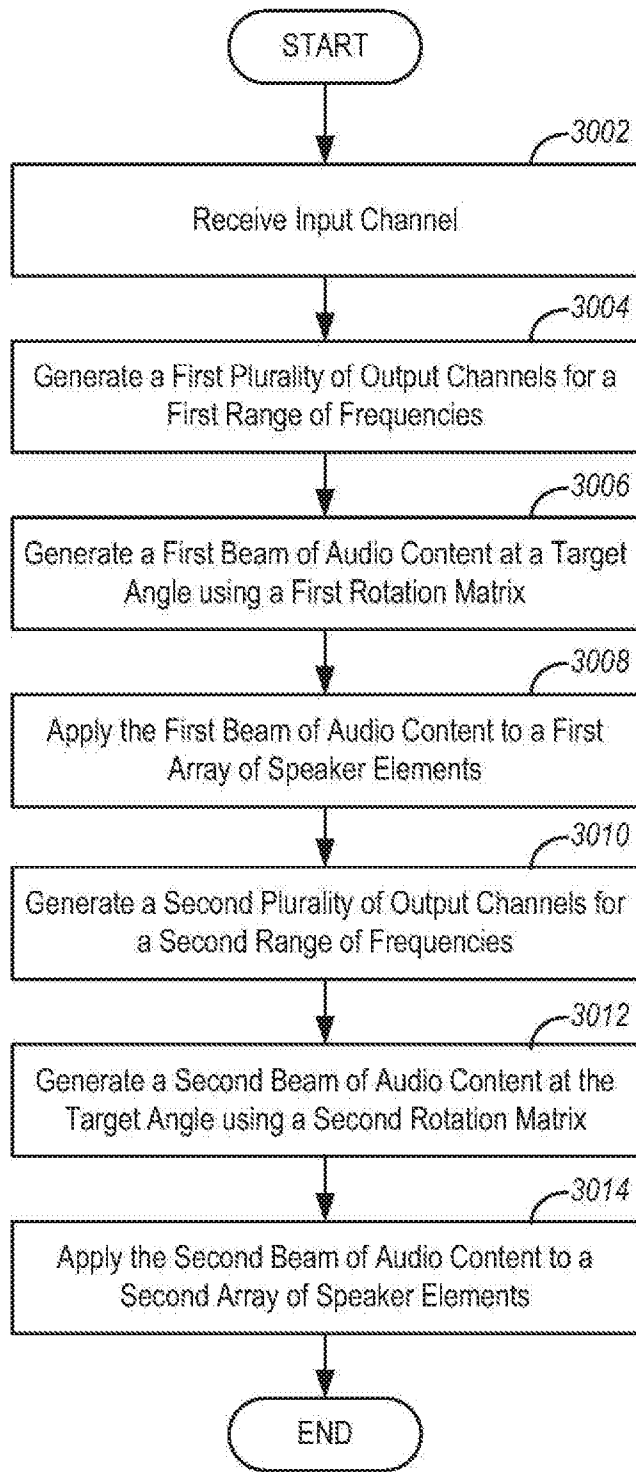 START
3002
Receive Input Channel
3004
Generate a First Plurality of Output Channels for a
First Range of Frequencies
3006
Generate a First Beam of Audio Content at a Target
Angle using a First Rotation Matrix
3008
Apply the First Beam of Audio Content to a First
Array of Speaker Elements
3010
Generate a Second Plurality of Output Channels for
a Second Range of Frequencies
3012
Generate a Second Beam of Audio Content at the
Target Angle using a Second Rotation Matrix
3014
Apply the Second Beam of Audio Content to a
Second Array of Speaker Elements
END